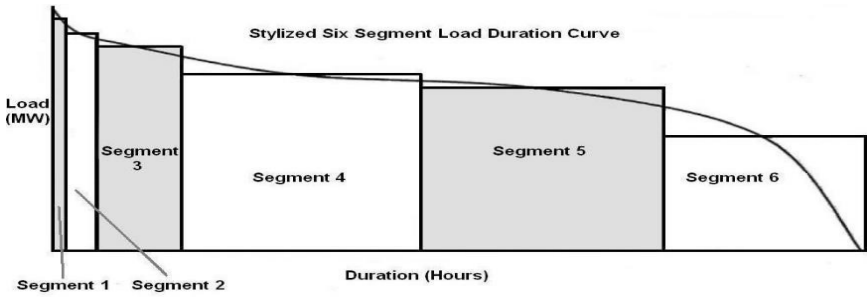 Stylized Six Segment Load Duration Curve
Load
(MW)
Segment
3
Segment 4
Segment 5
Segment 6
Segment 1
Segment 2
Duration (Hours)